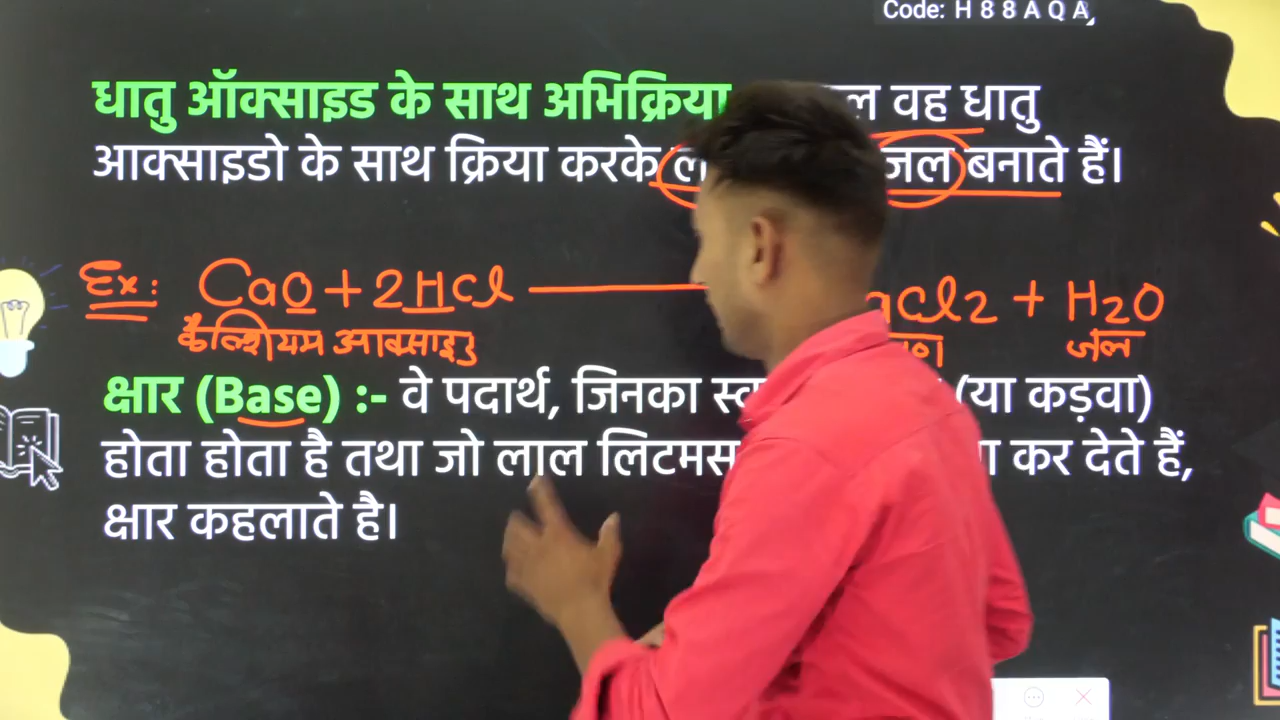 Code: H 8 8 A Q A,
धातु ऑक्साइड के साथ अभिक्रिया वह धातु
आक्साइडो के साथ क्रिया करके जल बनाते हैं।
Ex: CaO + 2HCl Cl2 + H2O
कैल्शियम आक्साइड जल
क्षार (Base) :- वे पदार्थ, जिनका (या कड़वा)
होता होता है तथा जो लाल लिटमस कर देते हैं,
क्षार कहलाते है।